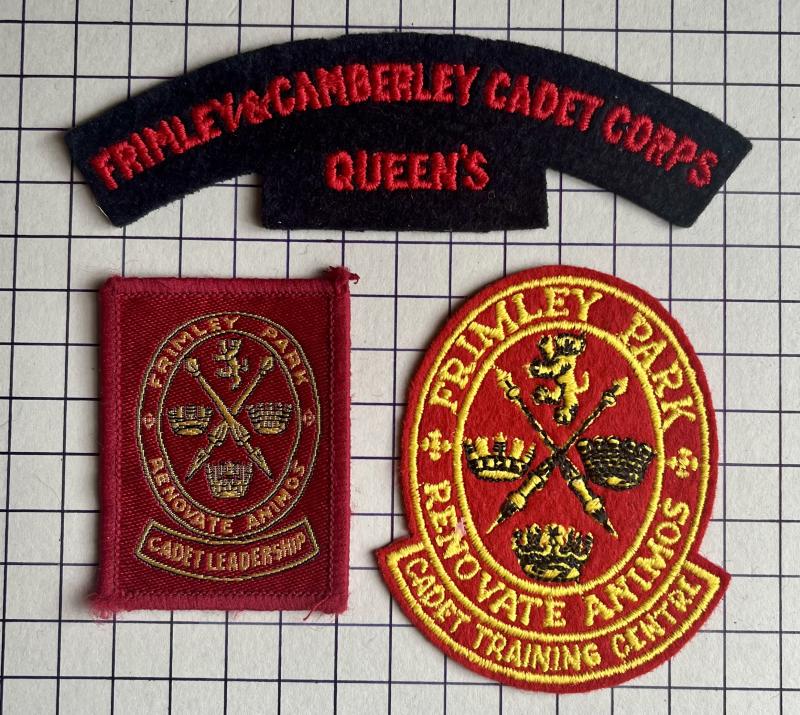 FRIMLEY & CAMBERLEY CADET CORPS
QUEEN'S
FRIMLEY PARK
RENOVATE ANIMOS
CADET LEADERSHIP
FRIMLEY PARK
RENOVATE ANIMOS
CADET TRAINING CENTRE